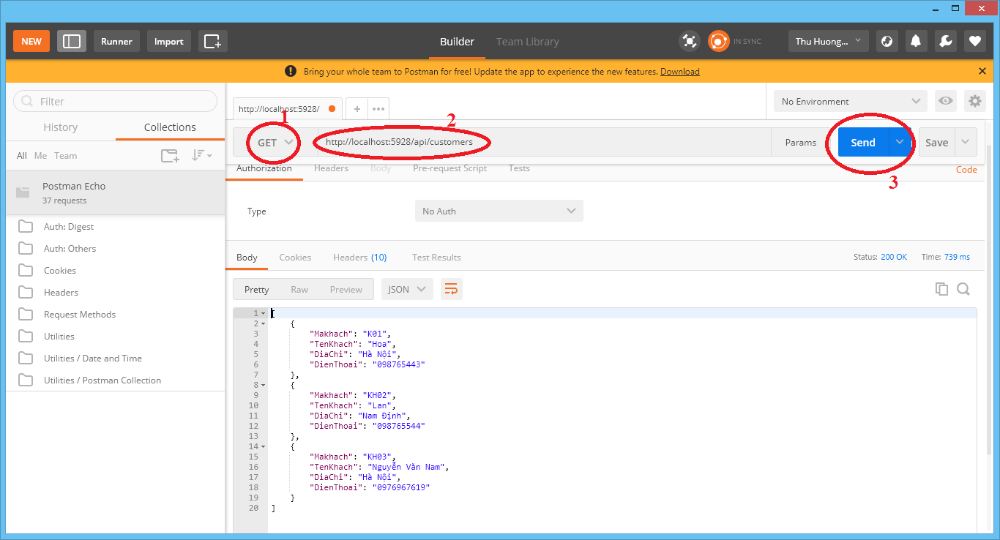 NEW Runner Import Builder Team Library IN SYNC Thu Huong...
! Bring your whole team to Postman for free! Update the app to experience the new features. Download
Filter
History Collections
All Me Team
Postman Echo
37 requests
Auth: Digest
Auth: Others
Cookies
Headers
Request Methods
Utilities
Utilities / Date and Time
Utilities / Postman Collection
http://localhost:5928/ + ••• No Environment
1 2
GET http://localhost:5928/api/customers Params Send Save
3
Authorization Headers Body Pre-request Script Tests Code
Type No Auth
Body Cookies Headers (10) Test Results Status: 200 OK Time: 739 ms
Pretty Raw Preview JSON
1 [
2 {
3 "Makhach": "K01",
4 "TenKhach": "Hoa",
5 "DiaChi": "Hà Nội",
6 "DienThoai": "098765443"
7 },
8 {
9 "Makhach": "KH02",
10 "TenKhach": "Lan",
11 "DiaChi": "Nam Định",
12 "DienThoai": "098765544"
13 },
14 {
15 "Makhach": "KH03",
16 "TenKhach": "Nguyễn Văn Nam",
17 "DiaChi": "Hà Nội",
18 "DienThoai": "0976967619"
19 }
20 ]